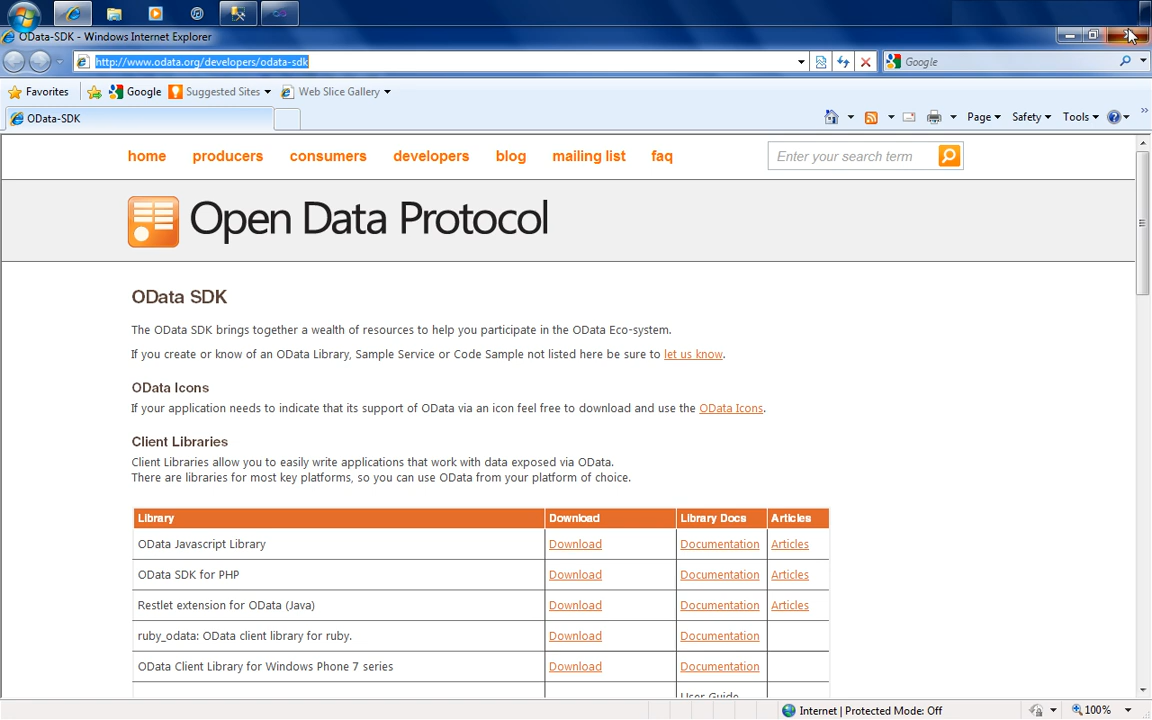 OData-SDK - Windows Internet Explorer
http://www.odata.org/developers/odata-sdk
Google
Favorites Google Suggested Sites Web Slice Gallery
OData-SDK Page Safety Tools
home producers consumers developers blog mailing list faq Enter your search term
Open Data Protocol
OData SDK
The OData SDK brings together a wealth of resources to help you participate in the OData Eco-system.
If you create or know of an OData Library, Sample Service or Code Sample not listed here be sure to let us know.
OData Icons
If your application needs to indicate that its support of OData via an icon feel free to download and use the OData Icons.
Client Libraries
Client Libraries allow you to easily write applications that work with data exposed via OData.
There are libraries for most key platforms, so you can use OData from your platform of choice.
Library Download Library Docs Articles
OData Javascript Library Download Documentation Articles
OData SDK for PHP Download Documentation Articles
Restlet extension for OData (Java) Download Documentation Articles
ruby_odata: OData client library for ruby. Download Documentation
OData Client Library for Windows Phone 7 series Download Documentation
User Guide
Internet | Protected Mode: Off 100%